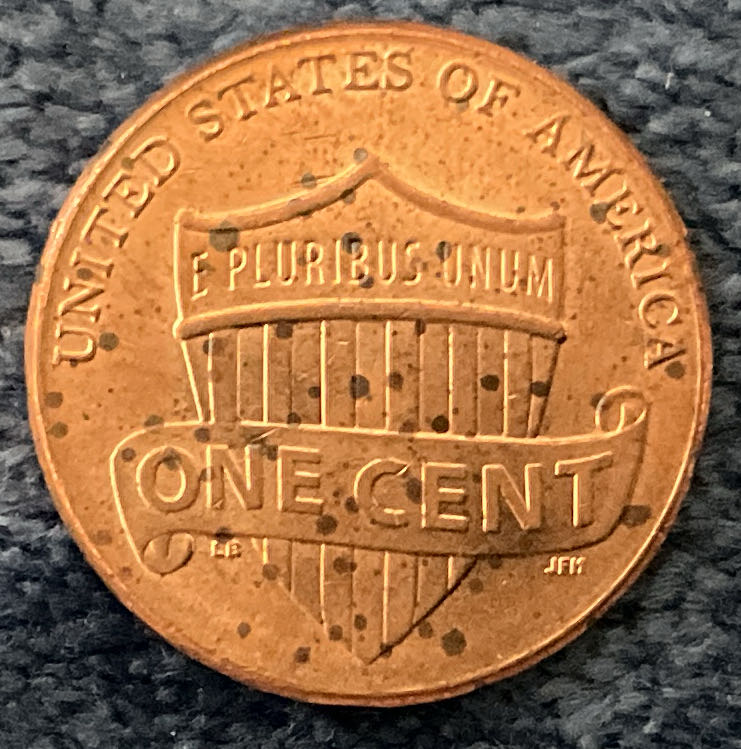 UNITED STATES OF AMERICA
E PLURIBUS UNUM
ONE CENT
LB
JFM